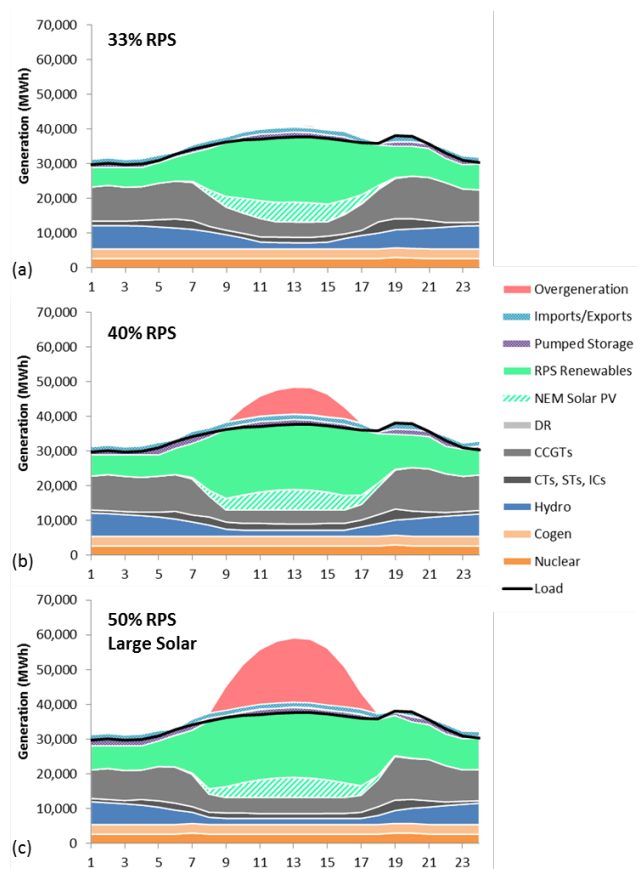 70,000
60,000
50,000
40,000
30,000
20,000
10,000
0
Generation (MWh)
33% RPS
1 3 5 7 9 11 13 15 17 19 21 23
(a)
70,000
60,000
50,000
40,000
30,000
20,000
10,000
0
Generation (MWh)
40% RPS
1 3 5 7 9 11 13 15 17 19 21 23
(b)
70,000
60,000
50,000
40,000
30,000
20,000
10,000
0
Generation (MWh)
50% RPS
Large Solar
1 3 5 7 9 11 13 15 17 19 21 23
(c)
Overgeneration
Imports/Exports
Pumped Storage
RPS Renewables
NEM Solar PV
DR
CCGTs
CTs, STs, ICs
Hydro
Cogen
Nuclear
Load